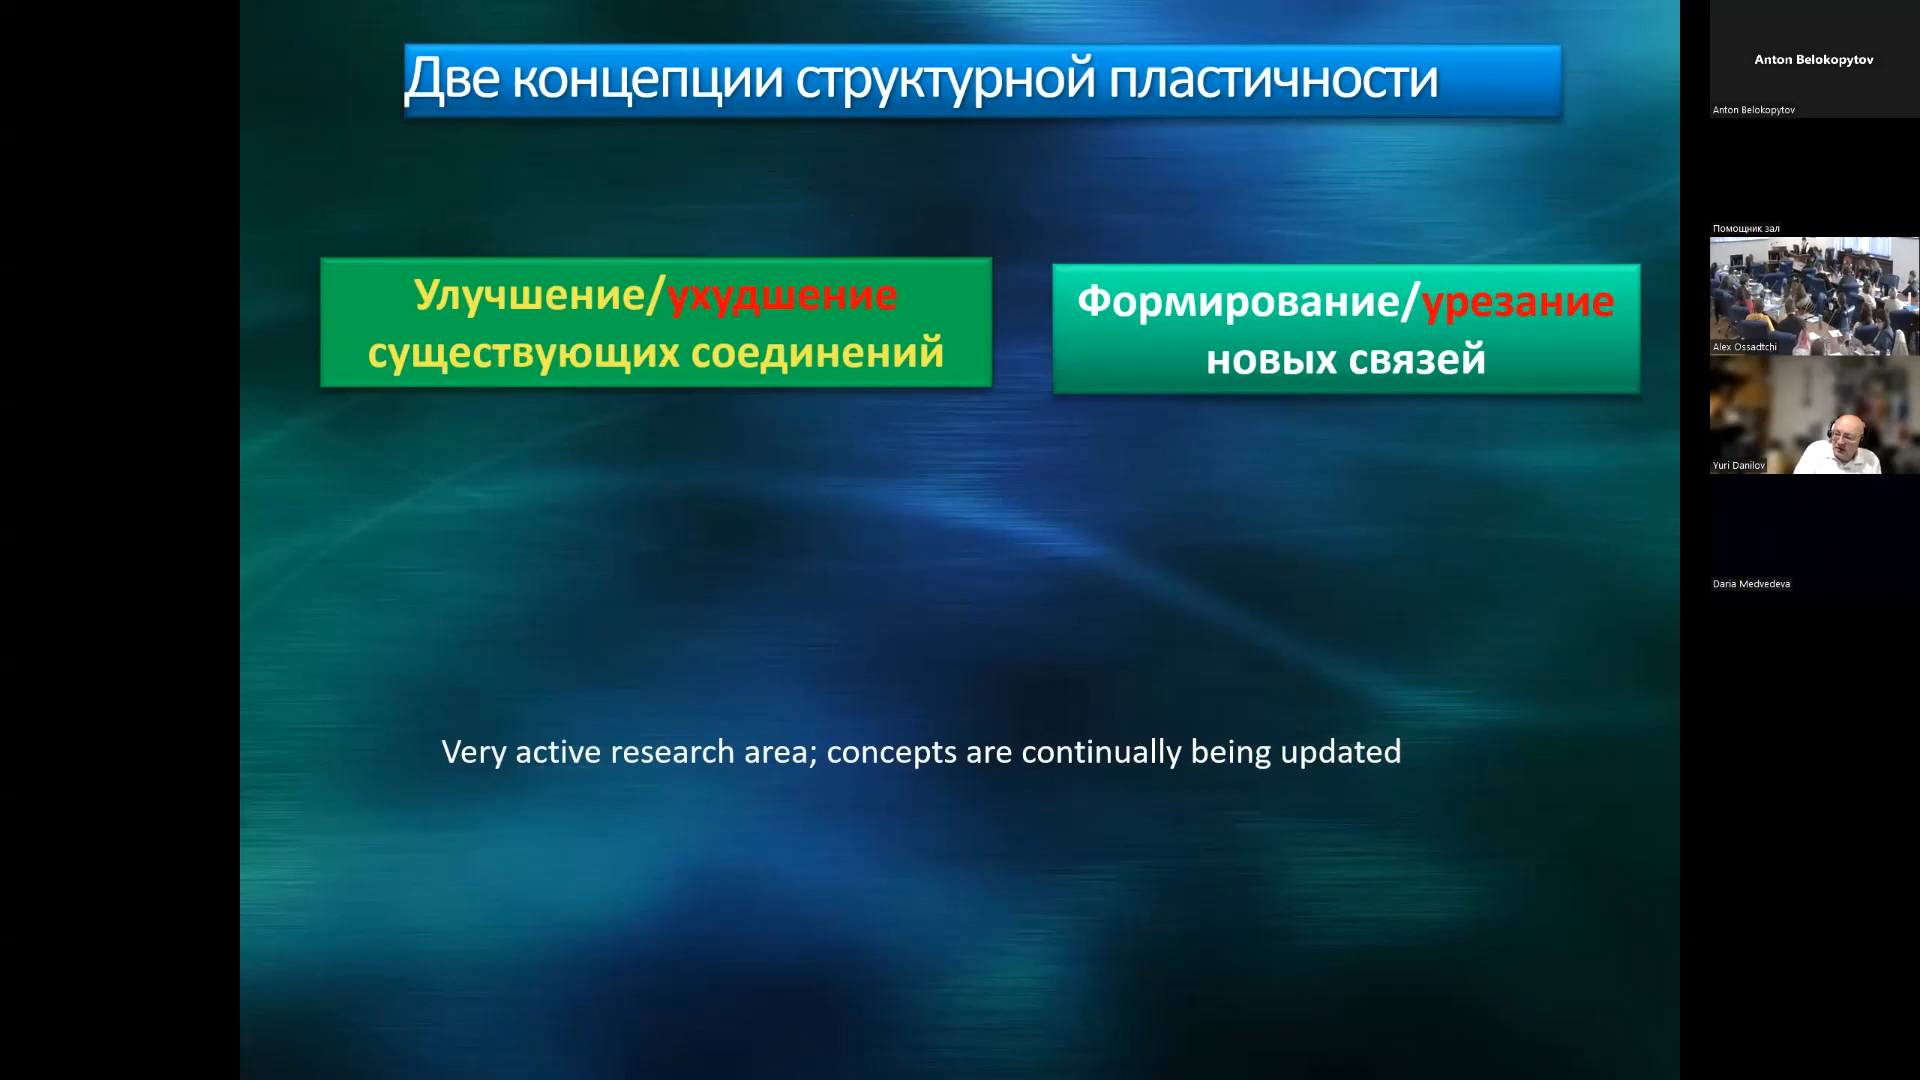 Две концепции структурной пластичности
Улучшение/ухудшение
существующих соединений
Формирование/урезание
новых связей
Very active research area; concepts are continually being updated
Anton Belokopytov
Anton Belokopytov
Помощник зал
Alex Ossadtchi
Yuri Danilov
Daria Medvedeva